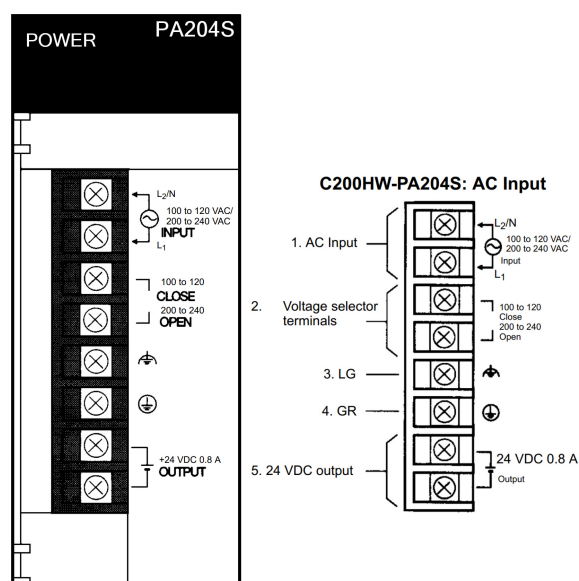 POWER
PA204S
L2/N
100 to 120 VAC/
200 to 240 VAC
INPUT
L1
100 to 120
CLOSE
200 to 240
OPEN
+24 VDC 0.8 A
OUTPUT
C200HW-PA204S: AC Input
1. AC Input
L2/N
100 to 120 VAC/
200 to 240 VAC
Input
L1
2. Voltage selector
terminals
100 to 120
Close
200 to 240
Open
3. LG
4. GR
5. 24 VDC output
24 VDC 0.8 A
Output